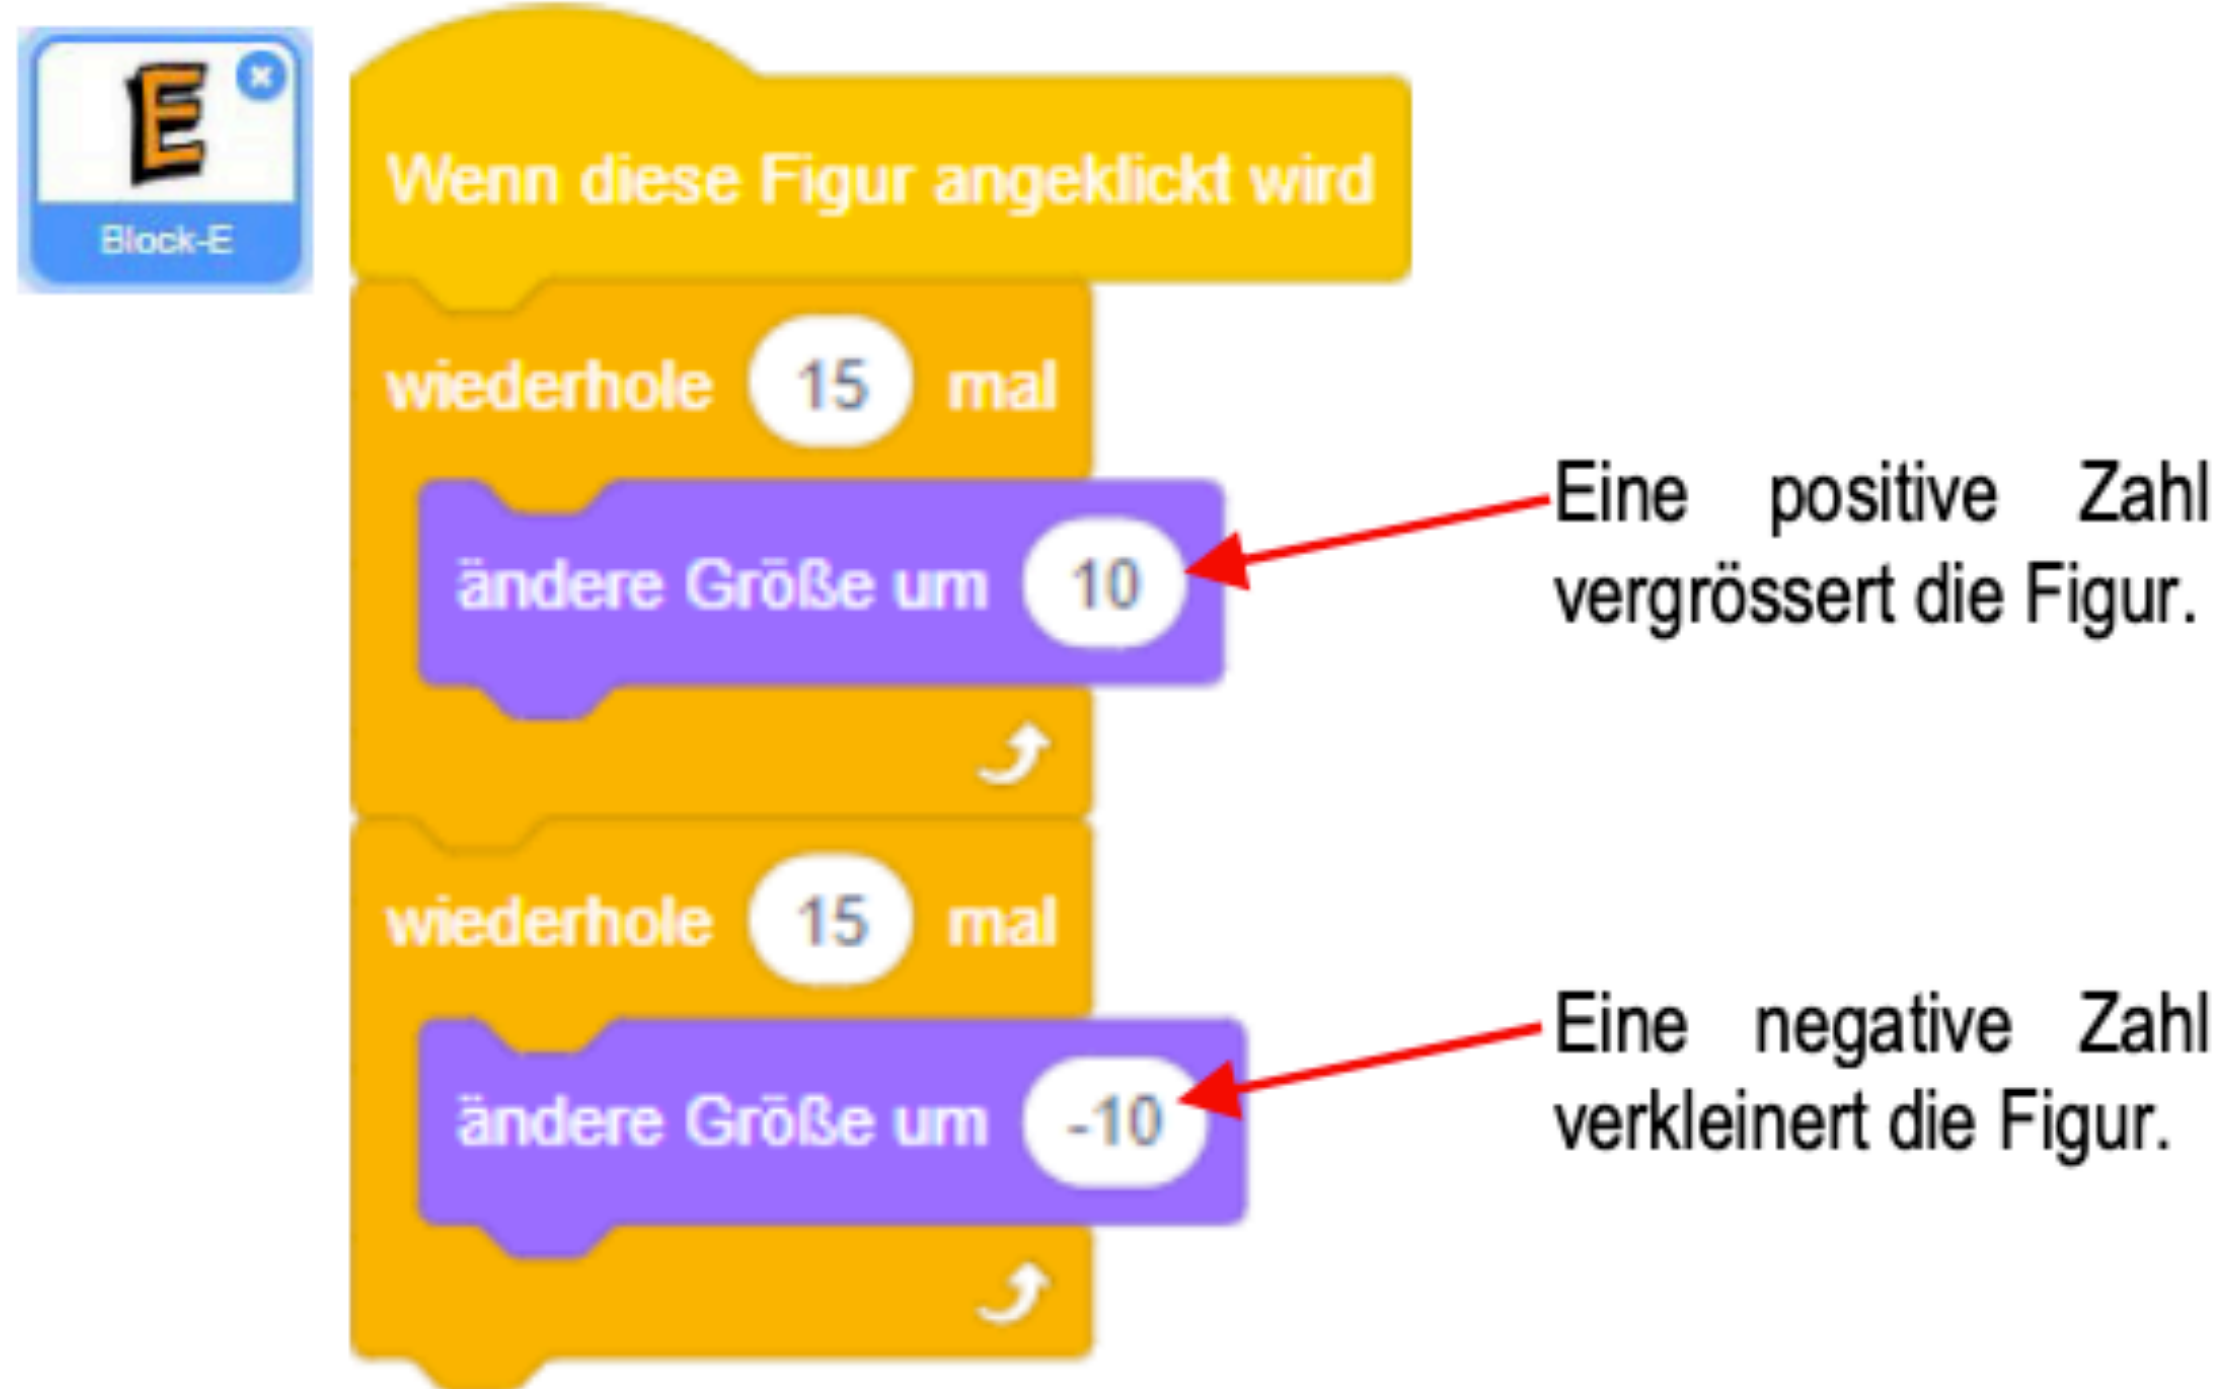 E
Block-E
Wenn diese Figur angeklickt wird
wiederhole 15 mal
ändere Größe um 10
Eine positive Zahl
vergrössert die Figur.
wiederhole 15 mal
ändere Größe um -10
Eine negative Zahl
verkleinert die Figur.